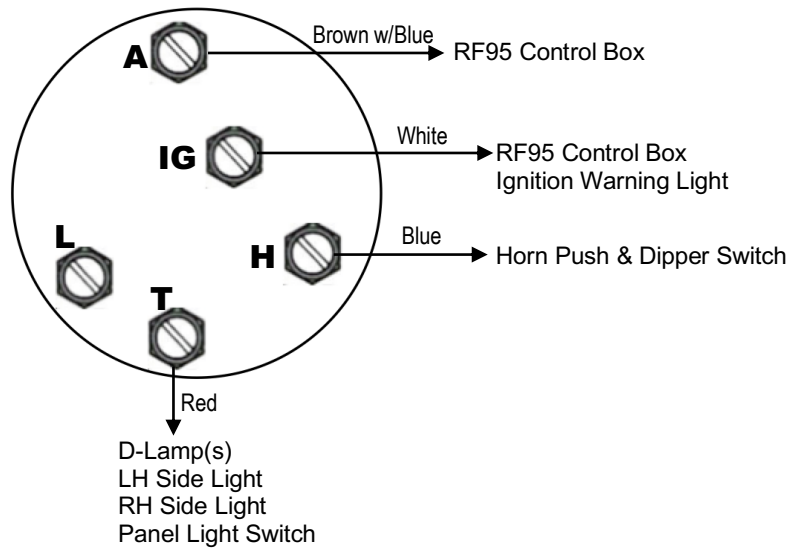 Brown w/Blue
A
RF95 Control Box
White
IG
RF95 Control Box
Ignition Warning Light
L
Blue
H
Horn Push & Dipper Switch
T
Red
D-Lamp(s)
LH Side Light
RH Side Light
Panel Light Switch